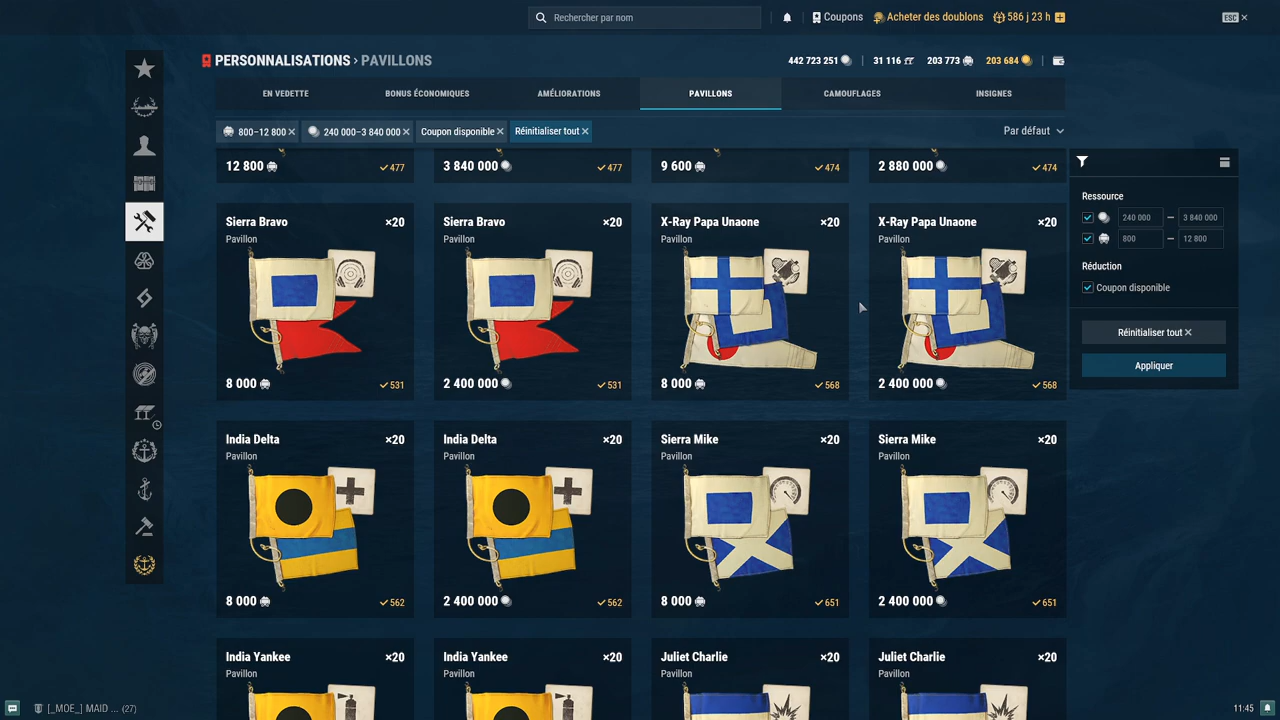 Rechercher par nom
Coupons
Acheter des doublons
586 j 23 h
ESC ×
PERSONNALISATIONS › PAVILLONS
442 723 251
31 116
203 773
203 684
EN VEDETTE
BONUS ÉCONOMIQUES
AMÉLIORATIONS
PAVILLONS
CAMOUFLAGES
INSIGNES
800–12 800 ×
240 000–3 840 000 ×
Coupon disponible ×
Réinitialiser tout ×
Par défaut
12 800
477
3 840 000
477
9 600
474
2 880 000
474
Sierra Bravo ×20
Pavillon
8 000
531
Sierra Bravo ×20
Pavillon
2 400 000
531
X-Ray Papa Unaone ×20
Pavillon
8 000
568
X-Ray Papa Unaone ×20
Pavillon
2 400 000
568
India Delta ×20
Pavillon
8 000
562
India Delta ×20
Pavillon
2 400 000
562
Sierra Mike ×20
Pavillon
8 000
651
Sierra Mike ×20
Pavillon
2 400 000
651
India Yankee ×20
Pavillon
India Yankee ×20
Pavillon
Juliet Charlie ×20
Pavillon
Juliet Charlie ×20
Pavillon
Ressource
240 000 – 3 840 000
800 – 12 800
Réduction
Coupon disponible
Réinitialiser tout ×
Appliquer
[_MOE_] MAID ... (27)
11:45